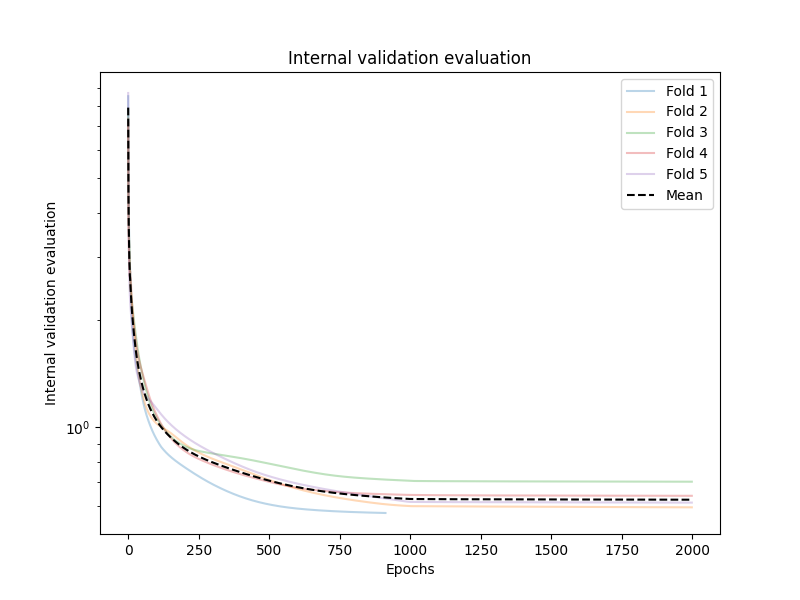 Internal validation evaluation
Fold 1
Fold 2
Fold 3
Fold 4
Fold 5
Mean
Internal validation evaluation
10⁰
0 250 500 750 1000 1250 1500 1750 2000
Epochs